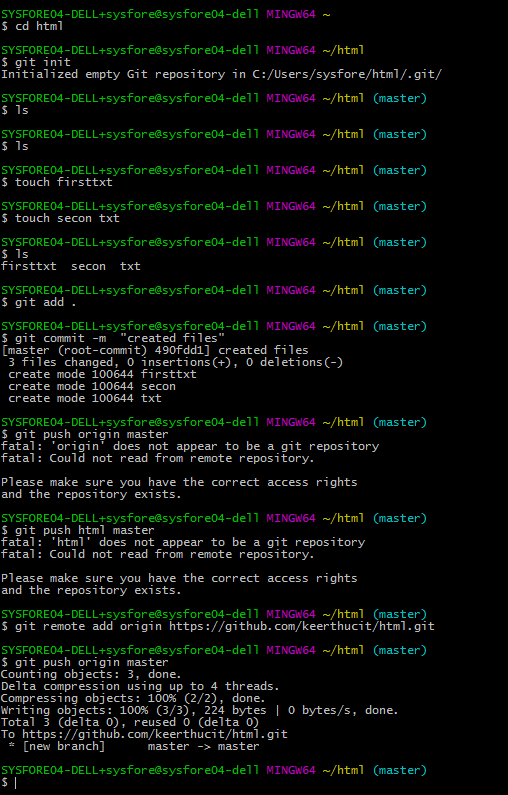 SYSFORE04-DELL+sysfore@sysfore04-dell MINGW64 ~
$ cd html
SYSFORE04-DELL+sysfore@sysfore04-dell MINGW64 ~/html
$ git init
Initialized empty Git repository in C:/Users/sysfore/html/.git/
SYSFORE04-DELL+sysfore@sysfore04-dell MINGW64 ~/html (master)
$ ls
SYSFORE04-DELL+sysfore@sysfore04-dell MINGW64 ~/html (master)
$ ls
SYSFORE04-DELL+sysfore@sysfore04-dell MINGW64 ~/html (master)
$ touch firsttxt
SYSFORE04-DELL+sysfore@sysfore04-dell MINGW64 ~/html (master)
$ touch secon txt
SYSFORE04-DELL+sysfore@sysfore04-dell MINGW64 ~/html (master)
$ ls
firsttxt  secon  txt
SYSFORE04-DELL+sysfore@sysfore04-dell MINGW64 ~/html (master)
$ git add .
SYSFORE04-DELL+sysfore@sysfore04-dell MINGW64 ~/html (master)
$ git commit -m  "created files"
[master (root-commit) 490fdd1] created files
 3 files changed, 0 insertions(+), 0 deletions(-)
 create mode 100644 firsttxt
 create mode 100644 secon
 create mode 100644 txt
SYSFORE04-DELL+sysfore@sysfore04-dell MINGW64 ~/html (master)
$ git push origin master
fatal: 'origin' does not appear to be a git repository
fatal: Could not read from remote repository.
Please make sure you have the correct access rights
and the repository exists.
SYSFORE04-DELL+sysfore@sysfore04-dell MINGW64 ~/html (master)
$ git push html master
fatal: 'html' does not appear to be a git repository
fatal: Could not read from remote repository.
Please make sure you have the correct access rights
and the repository exists.
SYSFORE04-DELL+sysfore@sysfore04-dell MINGW64 ~/html (master)
$ git remote add origin https://github.com/keerthucit/html.git
SYSFORE04-DELL+sysfore@sysfore04-dell MINGW64 ~/html (master)
$ git push origin master
Counting objects: 3, done.
Delta compression using up to 4 threads.
Compressing objects: 100% (2/2), done.
Writing objects: 100% (3/3), 224 bytes | 0 bytes/s, done.
Total 3 (delta 0), reused 0 (delta 0)
To https://github.com/keerthucit/html.git
 * [new branch]      master -> master
SYSFORE04-DELL+sysfore@sysfore04-dell MINGW64 ~/html (master)
$